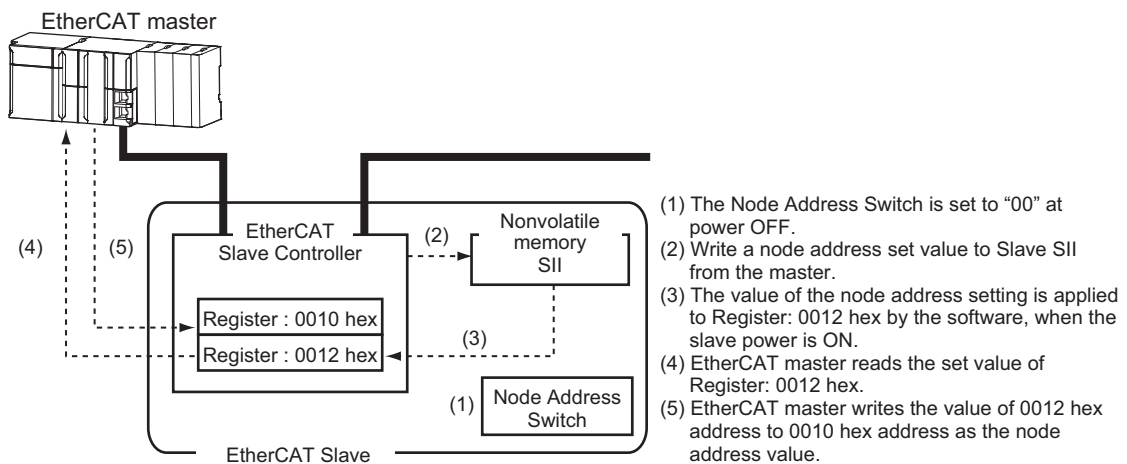 EtherCAT master
(4)
(5)
EtherCAT
Slave Controller
(2)
Nonvolatile
memory
SII
Register : 0010 hex
Register : 0012 hex
(3)
(1)
Node Address
Switch
EtherCAT Slave
(1) The Node Address Switch is set to “00” at
power OFF.
(2) Write a node address set value to Slave SII
from the master.
(3) The value of the node address setting is applied
to Register: 0012 hex by the software, when the
slave power is ON.
(4) EtherCAT master reads the set value of
Register: 0012 hex.
(5) EtherCAT master writes the value of 0012 hex
address to 0010 hex address as the node
address value.